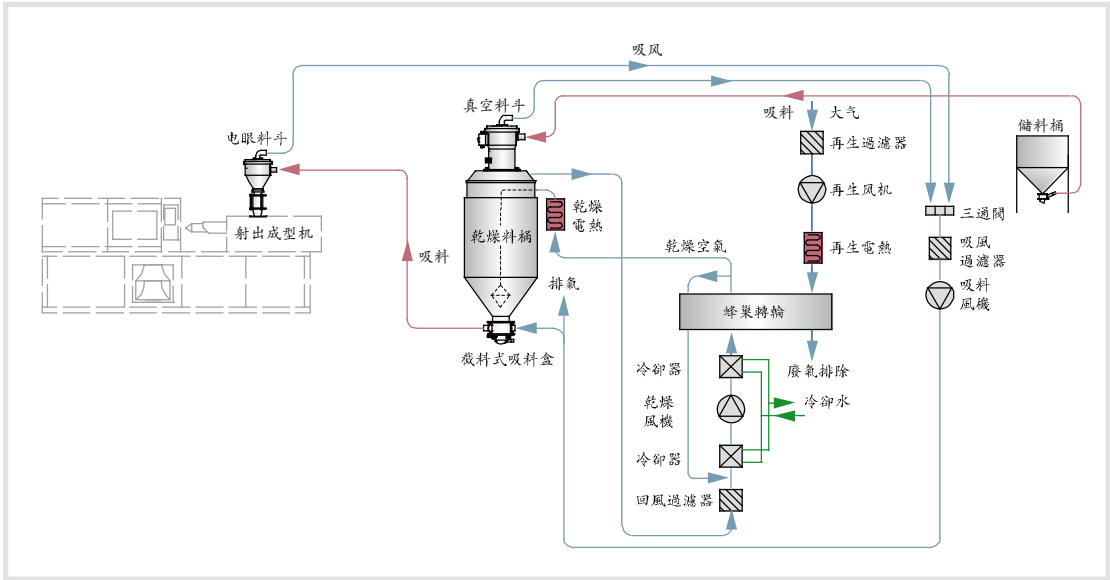 吸风
真空料斗
吸料
大气
儲料桶
电眼料斗
再生過濾器
再生风机
乾燥
電熱
三通閥
射出成型机
乾燥料桶
乾燥空氣
再生電熱
吸風
過濾器
吸料
排氣
吸料
風機
蜂巢轉輪
截料式吸料盒
冷卻器
廢氣排除
乾燥
風機
冷卻水
冷卻器
回風過濾器